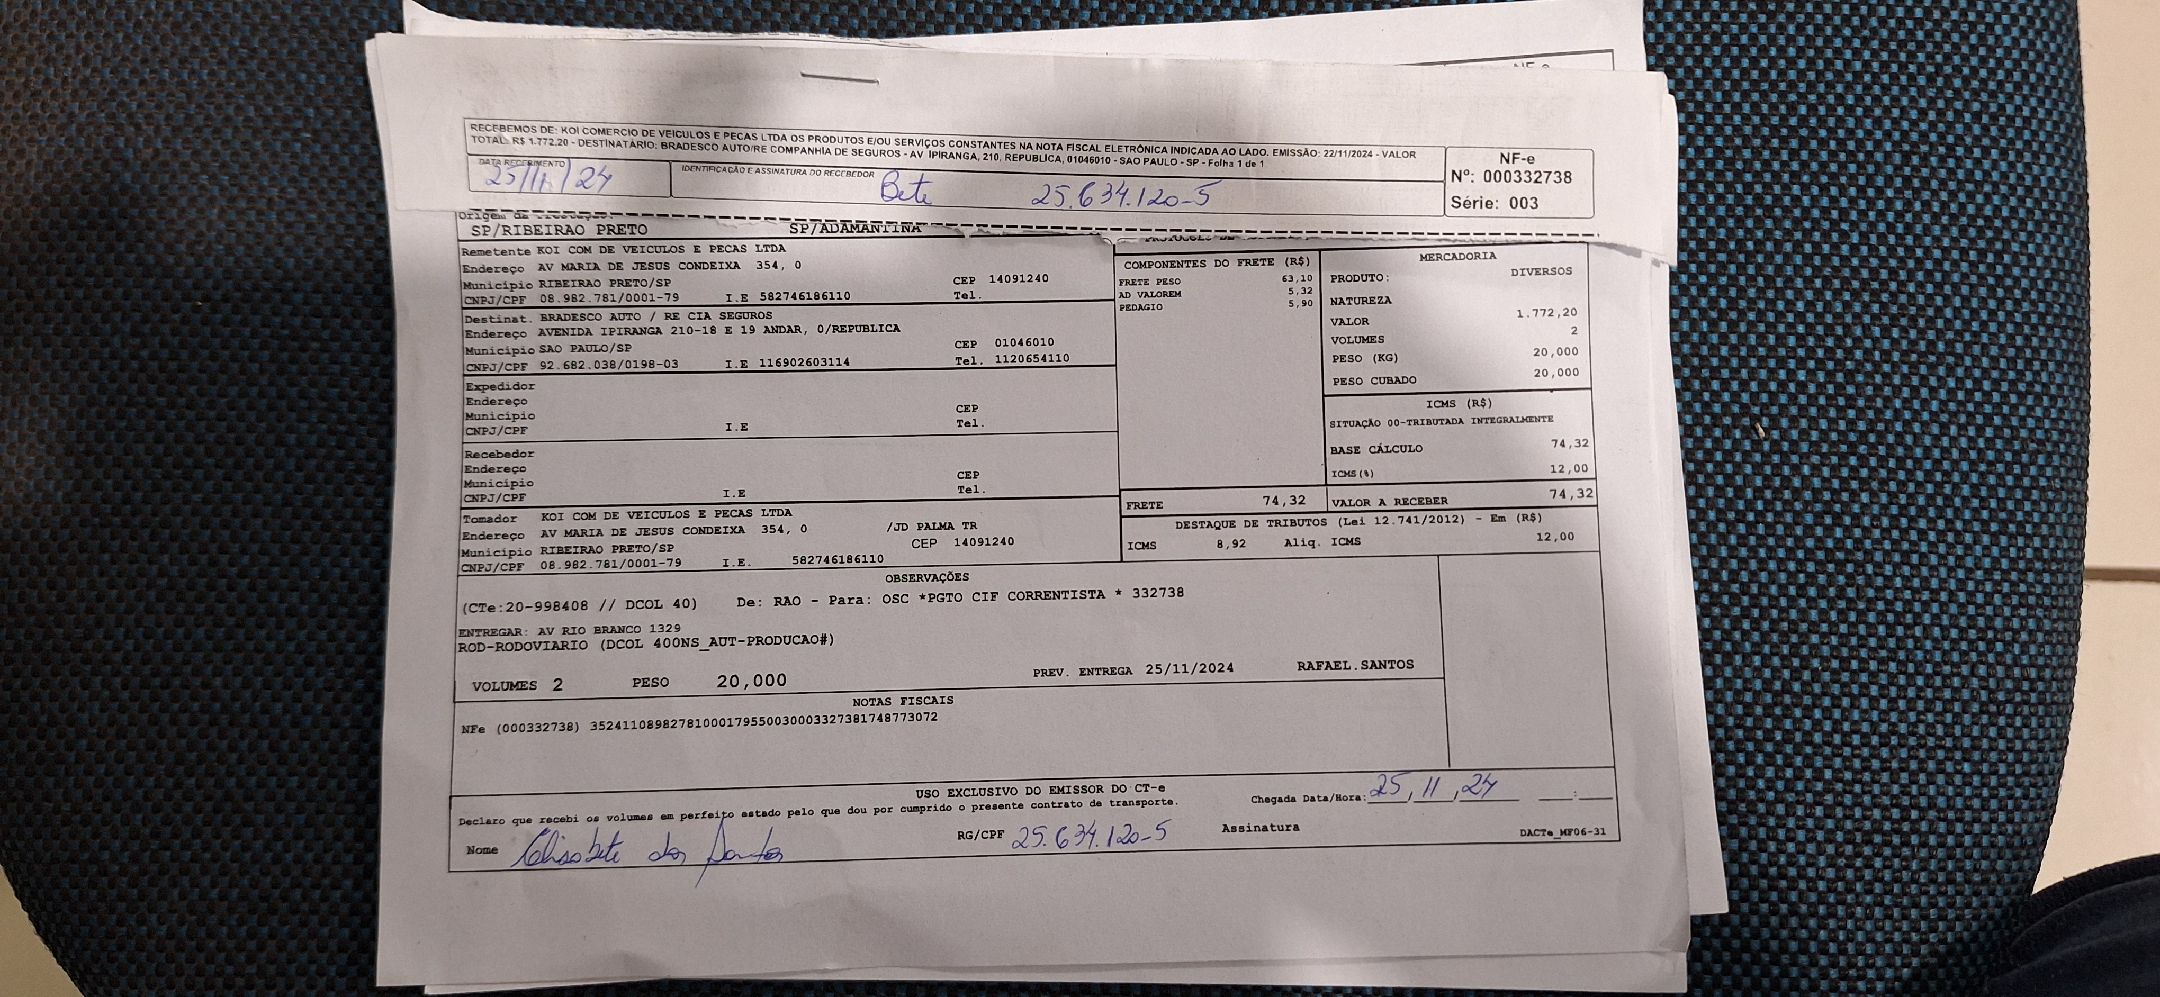 RECEBEMOS DE: KOI COMERCIO DE VEICULOS E PECAS LTDA OS PRODUTOS E/OU SERVIÇOS CONSTANTES NA NOTA FISCAL ELETRÔNICA INDICADA AO LADO. EMISSÃO: 22/11/2024 - VALOR
TOTAL: R$ 1.772,20 - DESTINATÁRIO: BRADESCO AUTO/RE COMPANHIA DE SEGUROS - AV IPIRANGA, 210, REPUBLICA, 01046010 - SAO PAULO - SP - Folha 1 de 1
DATA RECEBIMENTO
25/11/24
IDENTIFICAÇÃO E ASSINATURA DO RECEBEDOR
Bete 25.634.120-5
NF-e
Nº: 000332738
Série: 003
Origem da
SP/RIBEIRAO PRETO SP/ADAMANTINA
Remetente KOI COM DE VEICULOS E PECAS LTDA
Endereço AV MARIA DE JESUS CONDEIXA 354, 0
Município RIBEIRAO PRETO/SP CEP 14091240
CNPJ/CPF 08.982.781/0001-79 I.E 582746186110 Tel.
Destinat. BRADESCO AUTO / RE CIA SEGUROS
Endereço AVENIDA IPIRANGA 210-18 E 19 ANDAR, 0/REPUBLICA
Município SAO PAULO/SP CEP 01046010
CNPJ/CPF 92.682.038/0198-03 I.E 116902603114 Tel. 1120654110
Expedidor
Endereço
Município CEP
CNPJ/CPF I.E Tel.
Recebedor
Endereço
Município CEP
CNPJ/CPF I.E Tel.
Tomador KOI COM DE VEICULOS E PECAS LTDA
Endereço AV MARIA DE JESUS CONDEIXA 354, 0 /JD PALMA TR
Município RIBEIRAO PRETO/SP CEP 14091240
CNPJ/CPF 08.982.781/0001-79 I.E. 582746186110
COMPONENTES DO FRETE (R$)
FRETE PESO 63,10
AD VALOREM 5,32
PEDAGIO 5,90
MERCADORIA
PRODUTO: DIVERSOS
NATUREZA
VALOR 1.772,20
VOLUMES 2
PESO (KG) 20,000
PESO CUBADO 20,000
ICMS (R$)
SITUAÇÃO 00-TRIBUTADA INTEGRALMENTE
BASE CÁLCULO 74,32
ICMS(%) 12,00
FRETE 74,32 VALOR A RECEBER 74,32
DESTAQUE DE TRIBUTOS (Lei 12.741/2012) - Em (R$)
ICMS 8,92 Aliq. ICMS 12,00
OBSERVAÇÕES
(CTe:20-998408 // DCOL 40) De: RAO - Para: OSC *PGTO CIF CORRENTISTA * 332738
ENTREGAR: AV RIO BRANCO 1329
ROD-RODOVIARIO (DCOL 400NS_AUT-PRODUCAO#)
VOLUMES 2 PESO 20,000 PREV. ENTREGA 25/11/2024 RAFAEL.SANTOS
NOTAS FISCAIS
NFe (000332738) 35241108982781000179550030003327381748773072
USO EXCLUSIVO DO EMISSOR DO CT-e
Declaro que recebi os volumes em perfeito estado pelo que dou por cumprido o presente contrato de transporte. Chegada Data/Hora: 25/11/24 __:__
Nome Elisabete dos Santos RG/CPF 25.634.120-5 Assinatura
DACTe_MF06-31